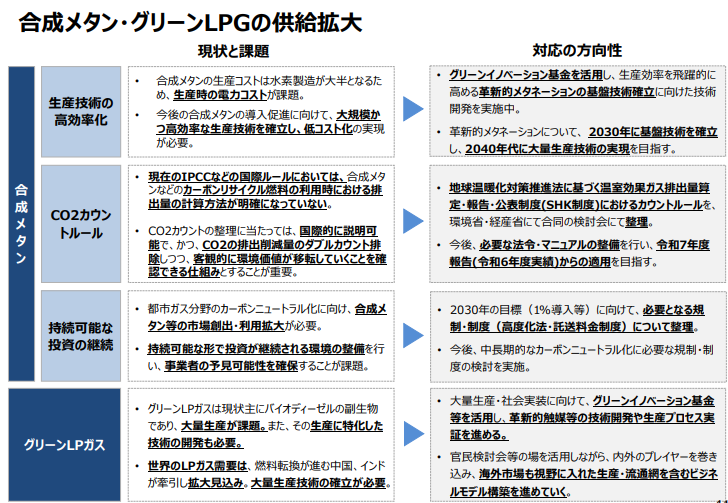 合成メタン・グリーンLPGの供給拡大
現状と課題
対応の方向性
合成メタン
生産技術の
高効率化
• 合成メタンの生産コストは水素製造が大半となるた
め、生産時の電力コストが課題。
• 今後の合成メタンの導入促進に向けて、大規模か
つ高効率な生産技術を確立し、低コスト化の実現
が必要。
• グリーンイノベーション基金を活用し、生産効率を飛躍的に
高める革新的メタネーションの基盤技術確立に向けた技術
開発を実施中。
• 革新的メタネーションについて、2030年に基盤技術を確立
し、2040年代に大量生産技術の実現を目指す。
CO2カウン
トルール
• 現在のIPCCなどの国際ルールにおいては、合成メタ
ンなどのカーボンリサイクル燃料の利用時における排
出量の計算方法が明確になっていない。
• CO2カウントの整理に当たっては、国際的に説明可
能で、かつ、CO2の排出削減量のダブルカウント排
除しつつ、客観的に環境価値が移転していくことを確
認できる仕組みとすることが重要。
• 地球温暖化対策推進法に基づく温室効果ガス排出量算
定・報告・公表制度(SHK制度)におけるカウントルールを、
環境省・経産省にて合同の検討会にて整理。
• 今後、必要な法令・マニュアルの整備を行い、令和7年度
報告(令和6年度実績)からの適用を目指す。
持続可能な
投資の継続
• 都市ガス分野のカーボンニュートラル化に向け、合成メ
タン等の市場創出・利用拡大が必要。
• 持続可能な形で投資が継続される環境の整備を行
い、事業者の予見可能性を確保することが課題。
• 2030年の目標（1%導入等）に向けて、必要となる規
制・制度（高度化法・託送料金制度）について整理。
• 今後、中長期的なカーボンニュートラル化に必要な規制・制
度の検討を実施。
グリーンLPガス
• グリーンLPガスは現状主にバイオディーゼルの副生物
であり、大量生産が課題。また、その生産に特化した
技術の開発も必要。
• 世界のLPガス需要は、燃料転換が進む中国、インド
が牽引し拡大見込み。大量生産技術の確立が必要。
• 大量生産・社会実装に向けて、グリーンイノベーション基金
等を活用し、革新的触媒等の技術開発や生産プロセス実
証を進める。
• 官民検討会等の場を活用しながら、内外のプレイヤーを巻き
込み、海外市場も視野に入れた生産・流通網を含むビジネ
ルモデル構築を進めていく。